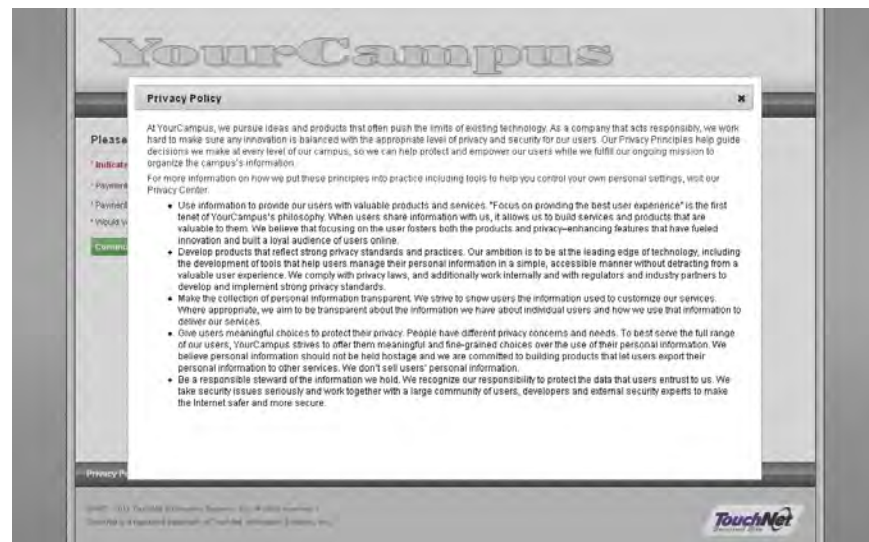 YourCampus
Privacy Policy
At YourCampus, we pursue ideas and products that often push the limits of existing technology. As a company that acts responsibly, we work
hard to make sure any innovation is balanced with the appropriate level of privacy and security for our users. Our Privacy Principles help guide
decisions we make at every level of our campus, so we can help protect and empower our users while we fulfill our ongoing mission to
organize the campus's information.
For more information on how we put these principles into practice including tools to help you control your own personal settings, visit our
Privacy Center.
• Use information to provide our users with valuable products and services. "Focus on providing the best user experience" is the first
tenet of YourCampus's philosophy. When users share information with us, it allows us to build services and products that are
valuable to them. We believe that focusing on the user fosters both the products and privacy–enhancing features that have fueled
innovation and built a loyal audience of users online.
• Develop products that reflect strong privacy standards and practices. Our ambition is to be at the leading edge of technology, including
the development of tools that help users manage their personal information in a simple, accessible manner without detracting from a
valuable user experience. We comply with privacy laws, and additionally work internally and with regulators and industry partners to
develop and implement strong privacy standards.
• Make the collection of personal information transparent. We strive to show users the information used to customize our services.
Where appropriate, we aim to be transparent about the information we have about individual users and how we use that information to
deliver our services.
• Give users meaningful choices to protect their privacy. People have different privacy concerns and needs. To best serve the full range
of our users, YourCampus strives to offer them meaningful and fine-grained choices over the use of their personal information. We
believe personal information should not be held hostage and we are committed to building products that let users export their
personal information to other services. We don't sell users' personal information.
• Be a responsible steward of the information we hold. We recognize our responsibility to protect the data that users entrust to us. We
take security issues seriously and work together with a large community of users, developers and external security experts to make
the Internet safer and more secure.
Please
* Indicate
* Payment
* Payment
* Would y
Privacy Po
TouchNet